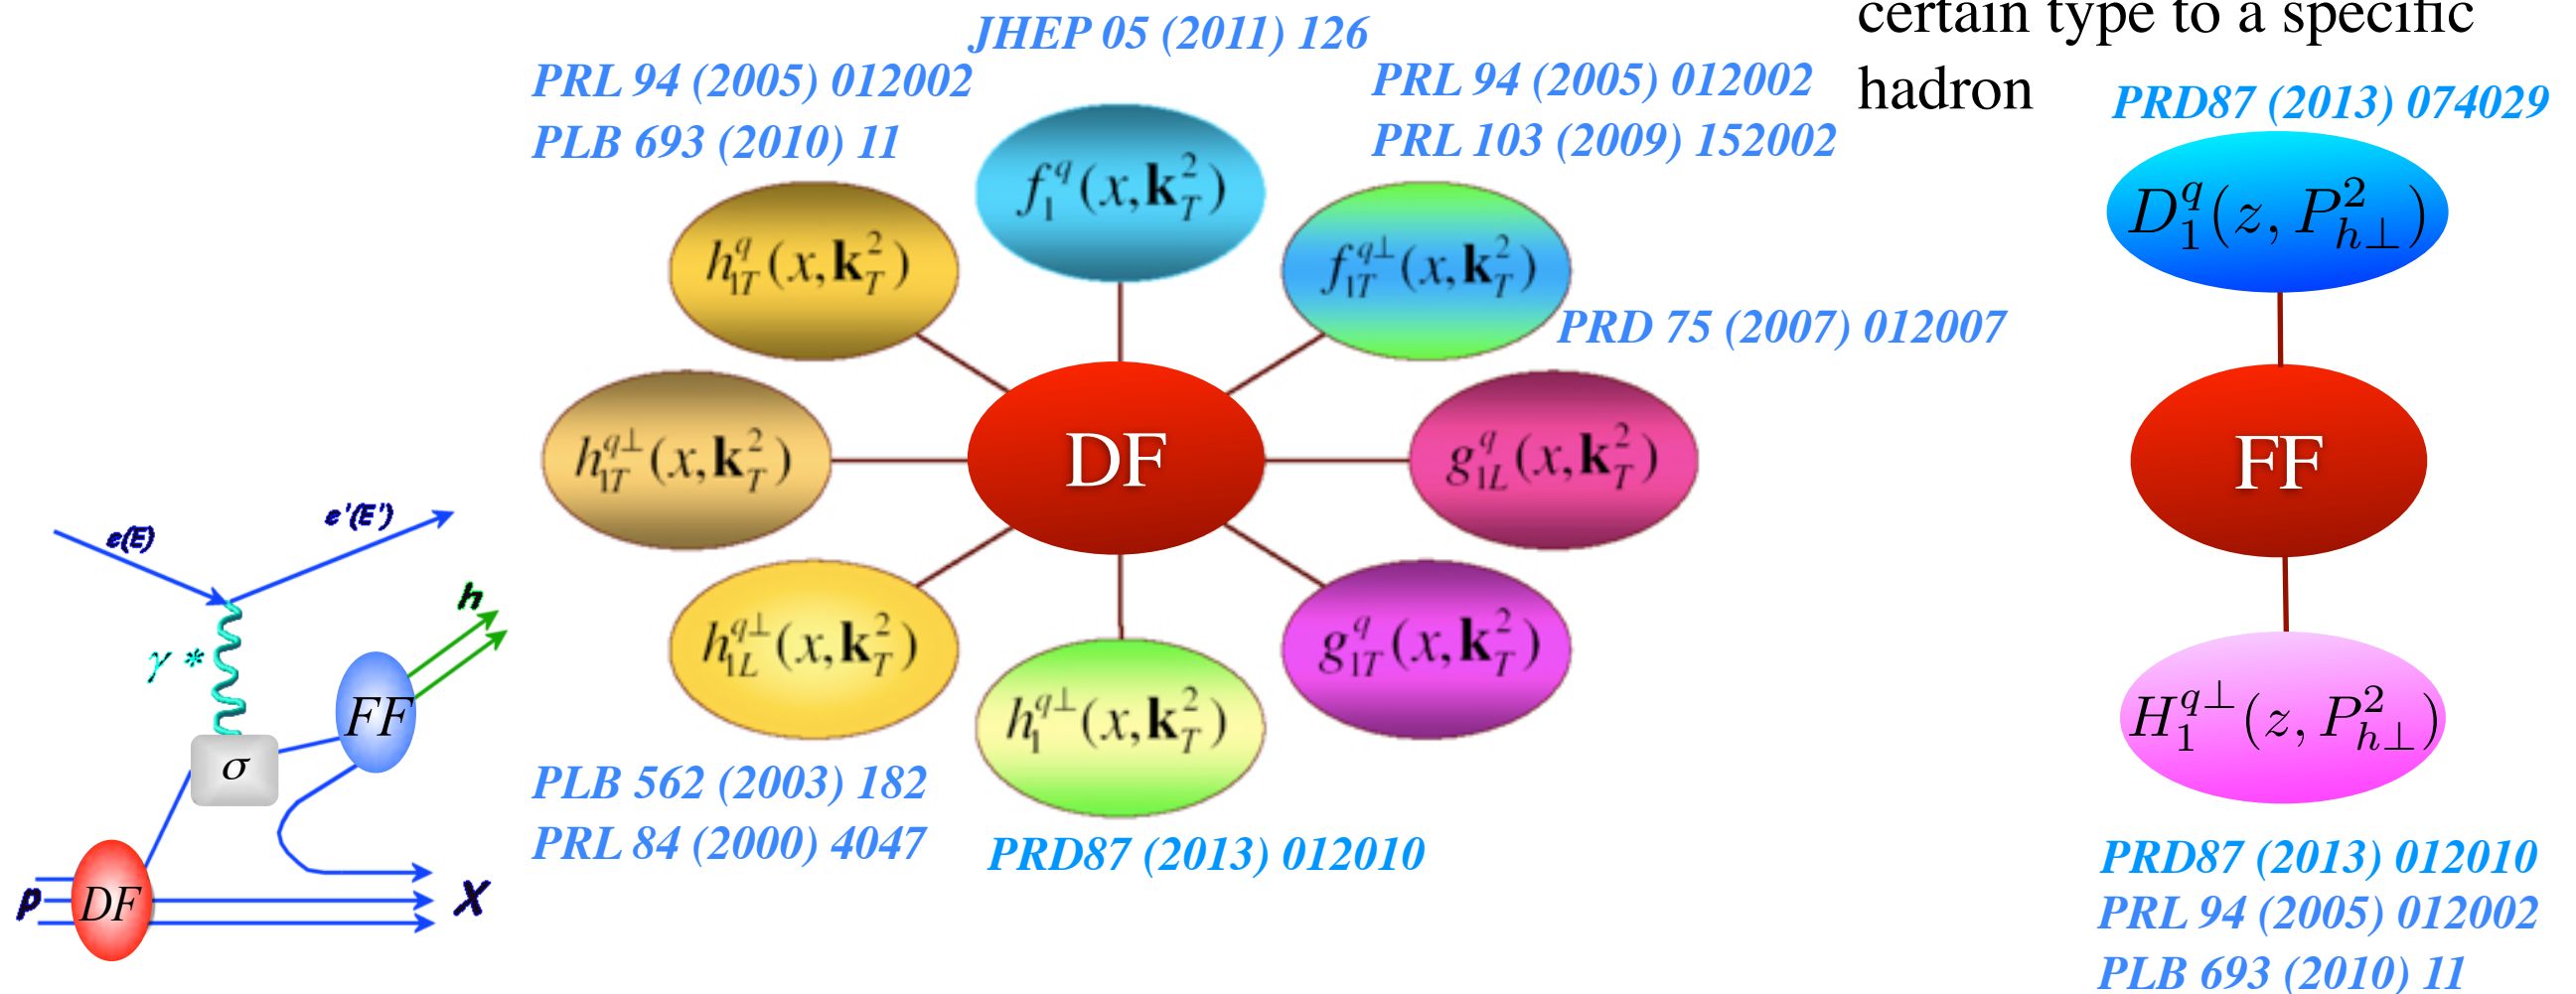 certain type to a specific
hadron
JHEP 05 (2011) 126
PRL 94 (2005) 012002
PLB 693 (2010) 11
PRL 94 (2005) 012002
PRL 103 (2009) 152002
PRD87 (2013) 074029
f_1^q(x,k_T^2)
h_{1T}^q(x,k_T^2)
f_{1T}^{q⊥}(x,k_T^2)
PRD 75 (2007) 012007
h_{1T}^{q⊥}(x,k_T^2)
DF
g_{1L}^q(x,k_T^2)
h_{1L}^{q⊥}(x,k_T^2)
g_{1T}^q(x,k_T^2)
h_1^{q⊥}(x,k_T^2)
PLB 562 (2003) 182
PRL 84 (2000) 4047
PRD87 (2013) 012010
D_1^q(z, P_{h⊥}^2)
FF
H_1^{q⊥}(z, P_{h⊥}^2)
PRD87 (2013) 012010
PRL 94 (2005) 012002
PLB 693 (2010) 11
e(E)
e'(E')
γ *
h
FF
σ
p
DF
X